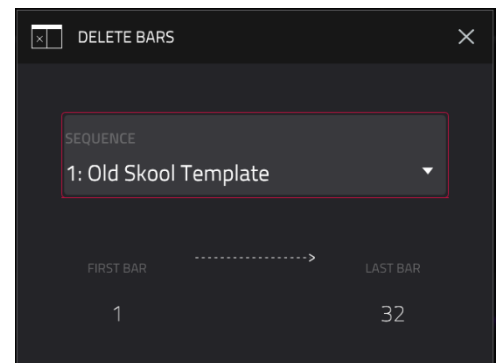 DELETE BARS
SEQUENCE
1: Old Skool Template
FIRST BAR LAST BAR
1 32